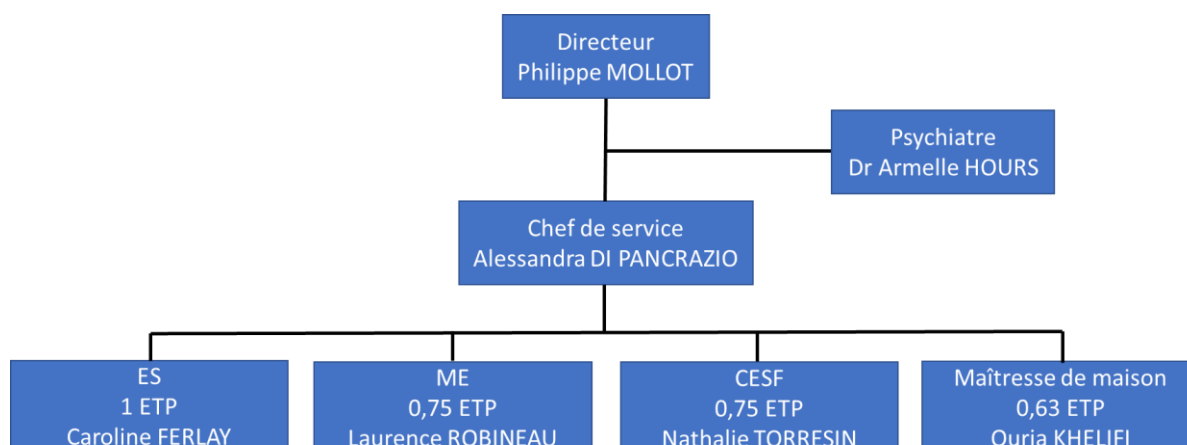 Directeur
Philippe MOLLOT
Psychiatre
Dr Armelle HOURS
Chef de service
Alessandra DI PANCRAZIO
ES
1 ETP
Caroline FERLAY
ME
0,75 ETP
Laurence ROBINEAU
CESF
0,75 ETP
Nathalie TORRESIN
Maîtresse de maison
0,63 ETP
Ouria KHELIFI